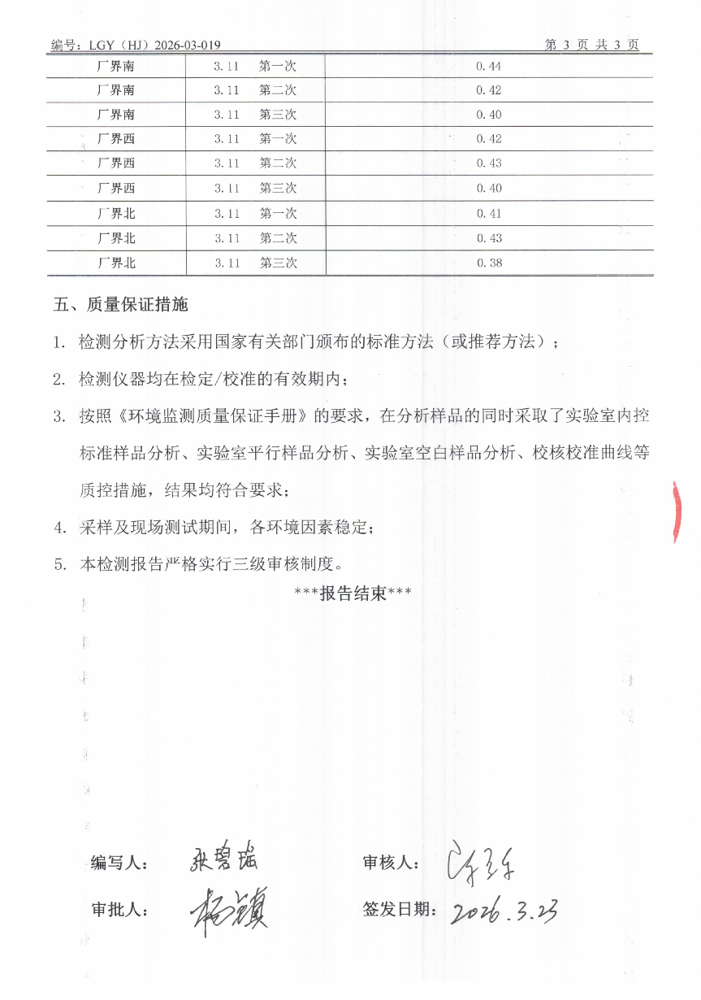 编号：LGY（HJ）2026-03-019 第 3 页 共 3 页
厂界南 3.11 第一次 0.44
厂界南 3.11 第二次 0.42
厂界南 3.11 第三次 0.40
厂界西 3.11 第一次 0.42
厂界西 3.11 第二次 0.43
厂界西 3.11 第三次 0.40
厂界北 3.11 第一次 0.41
厂界北 3.11 第二次 0.43
厂界北 3.11 第三次 0.38
五、质量保证措施
1. 检测分析方法采用国家有关部门颁布的标准方法（或推荐方法）；
2. 检测仪器均在检定/校准的有效期内；
3. 按照《环境监测质量保证手册》的要求，在分析样品的同时采取了实验室内控
标准样品分析、实验室平行样品分析、实验室空白样品分析、校核校准曲线等
质控措施，结果均符合要求；
4. 采样及现场测试期间，各环境因素稳定；
5. 本检测报告严格实行三级审核制度。
***报告结束***
编写人： 张碧瑶 审核人：
审批人： 杨镇 签发日期：2026.3.23